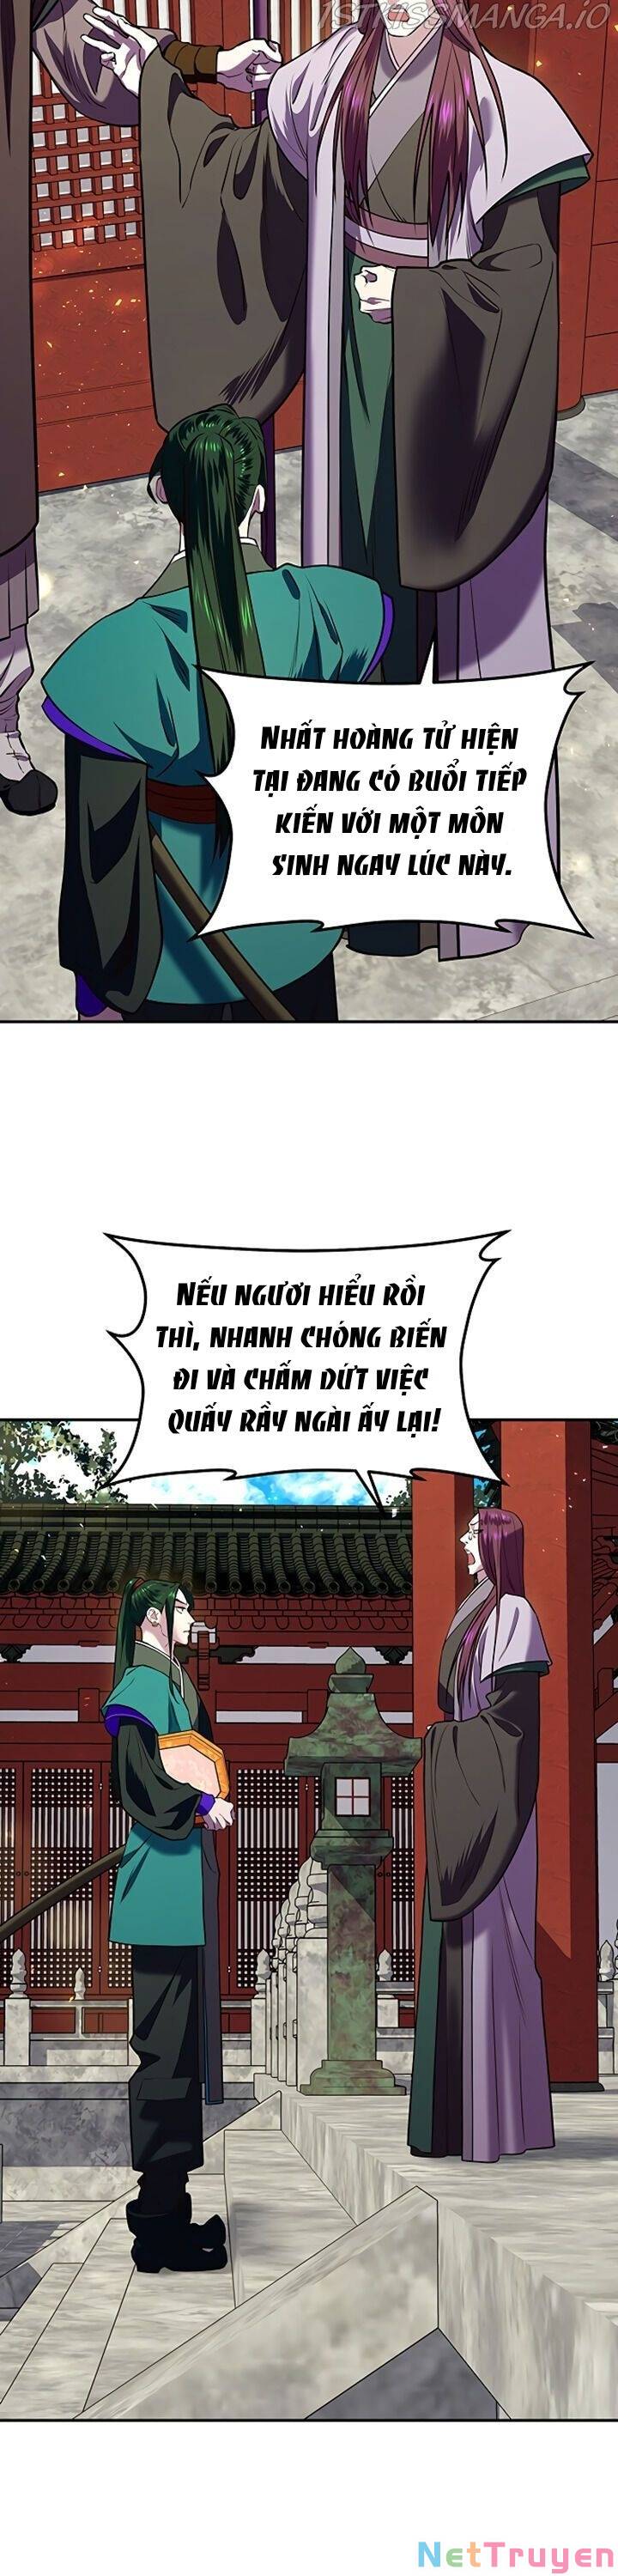 1STKISSMANGA.IO
NHẤT HOÀNG TỬ HIỆN
TẠI ĐANG CÓ BUỔI TIẾP
KIẾN VỚI MỘT MÔN
SINH NGAY LÚC NÀY.
NẾU NGƯƠI HIỂU RỒI
THÌ, NHANH CHÓNG BIẾN
ĐI VÀ CHẤM DỨT VIỆC
QUẤY RẦY NGÀI ẤY LẠI!
NetTruyen